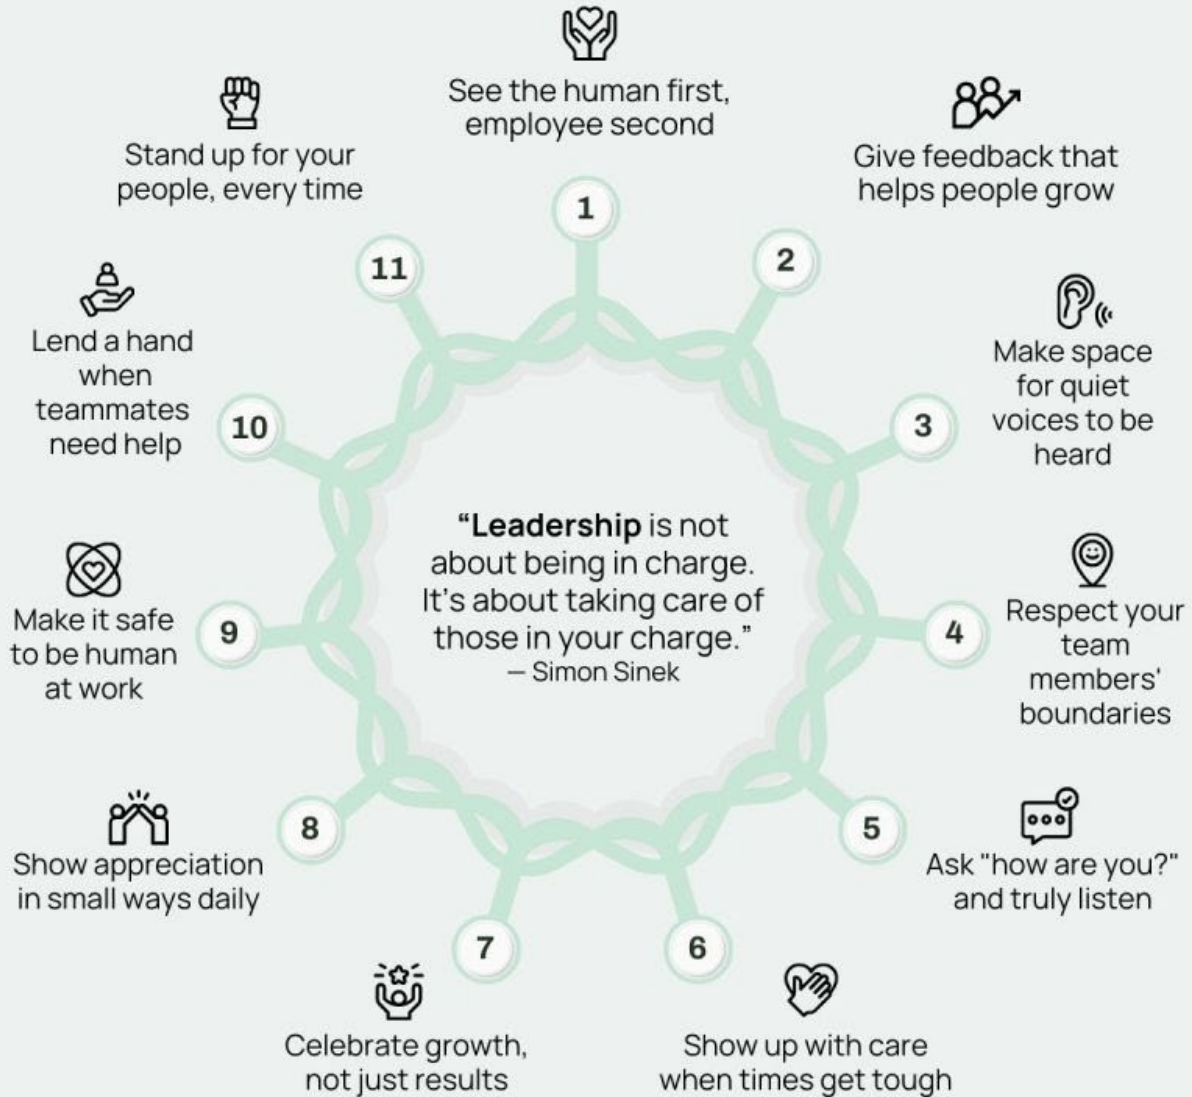 See the human first,
employee second
1
Give feedback that
helps people grow
2
Make space
for quiet
voices to be
heard
3
Respect your
team
members'
boundaries
4
Ask "how are you?"
and truly listen
5
Show up with care
when times get tough
6
Celebrate growth,
not just results
7
Show appreciation
in small ways daily
8
Make it safe
to be human
at work
9
Lend a hand
when
teammates
need help
10
Stand up for your
people, every time
11
“Leadership is not
about being in charge.
It's about taking care of
those in your charge.”
— Simon Sinek